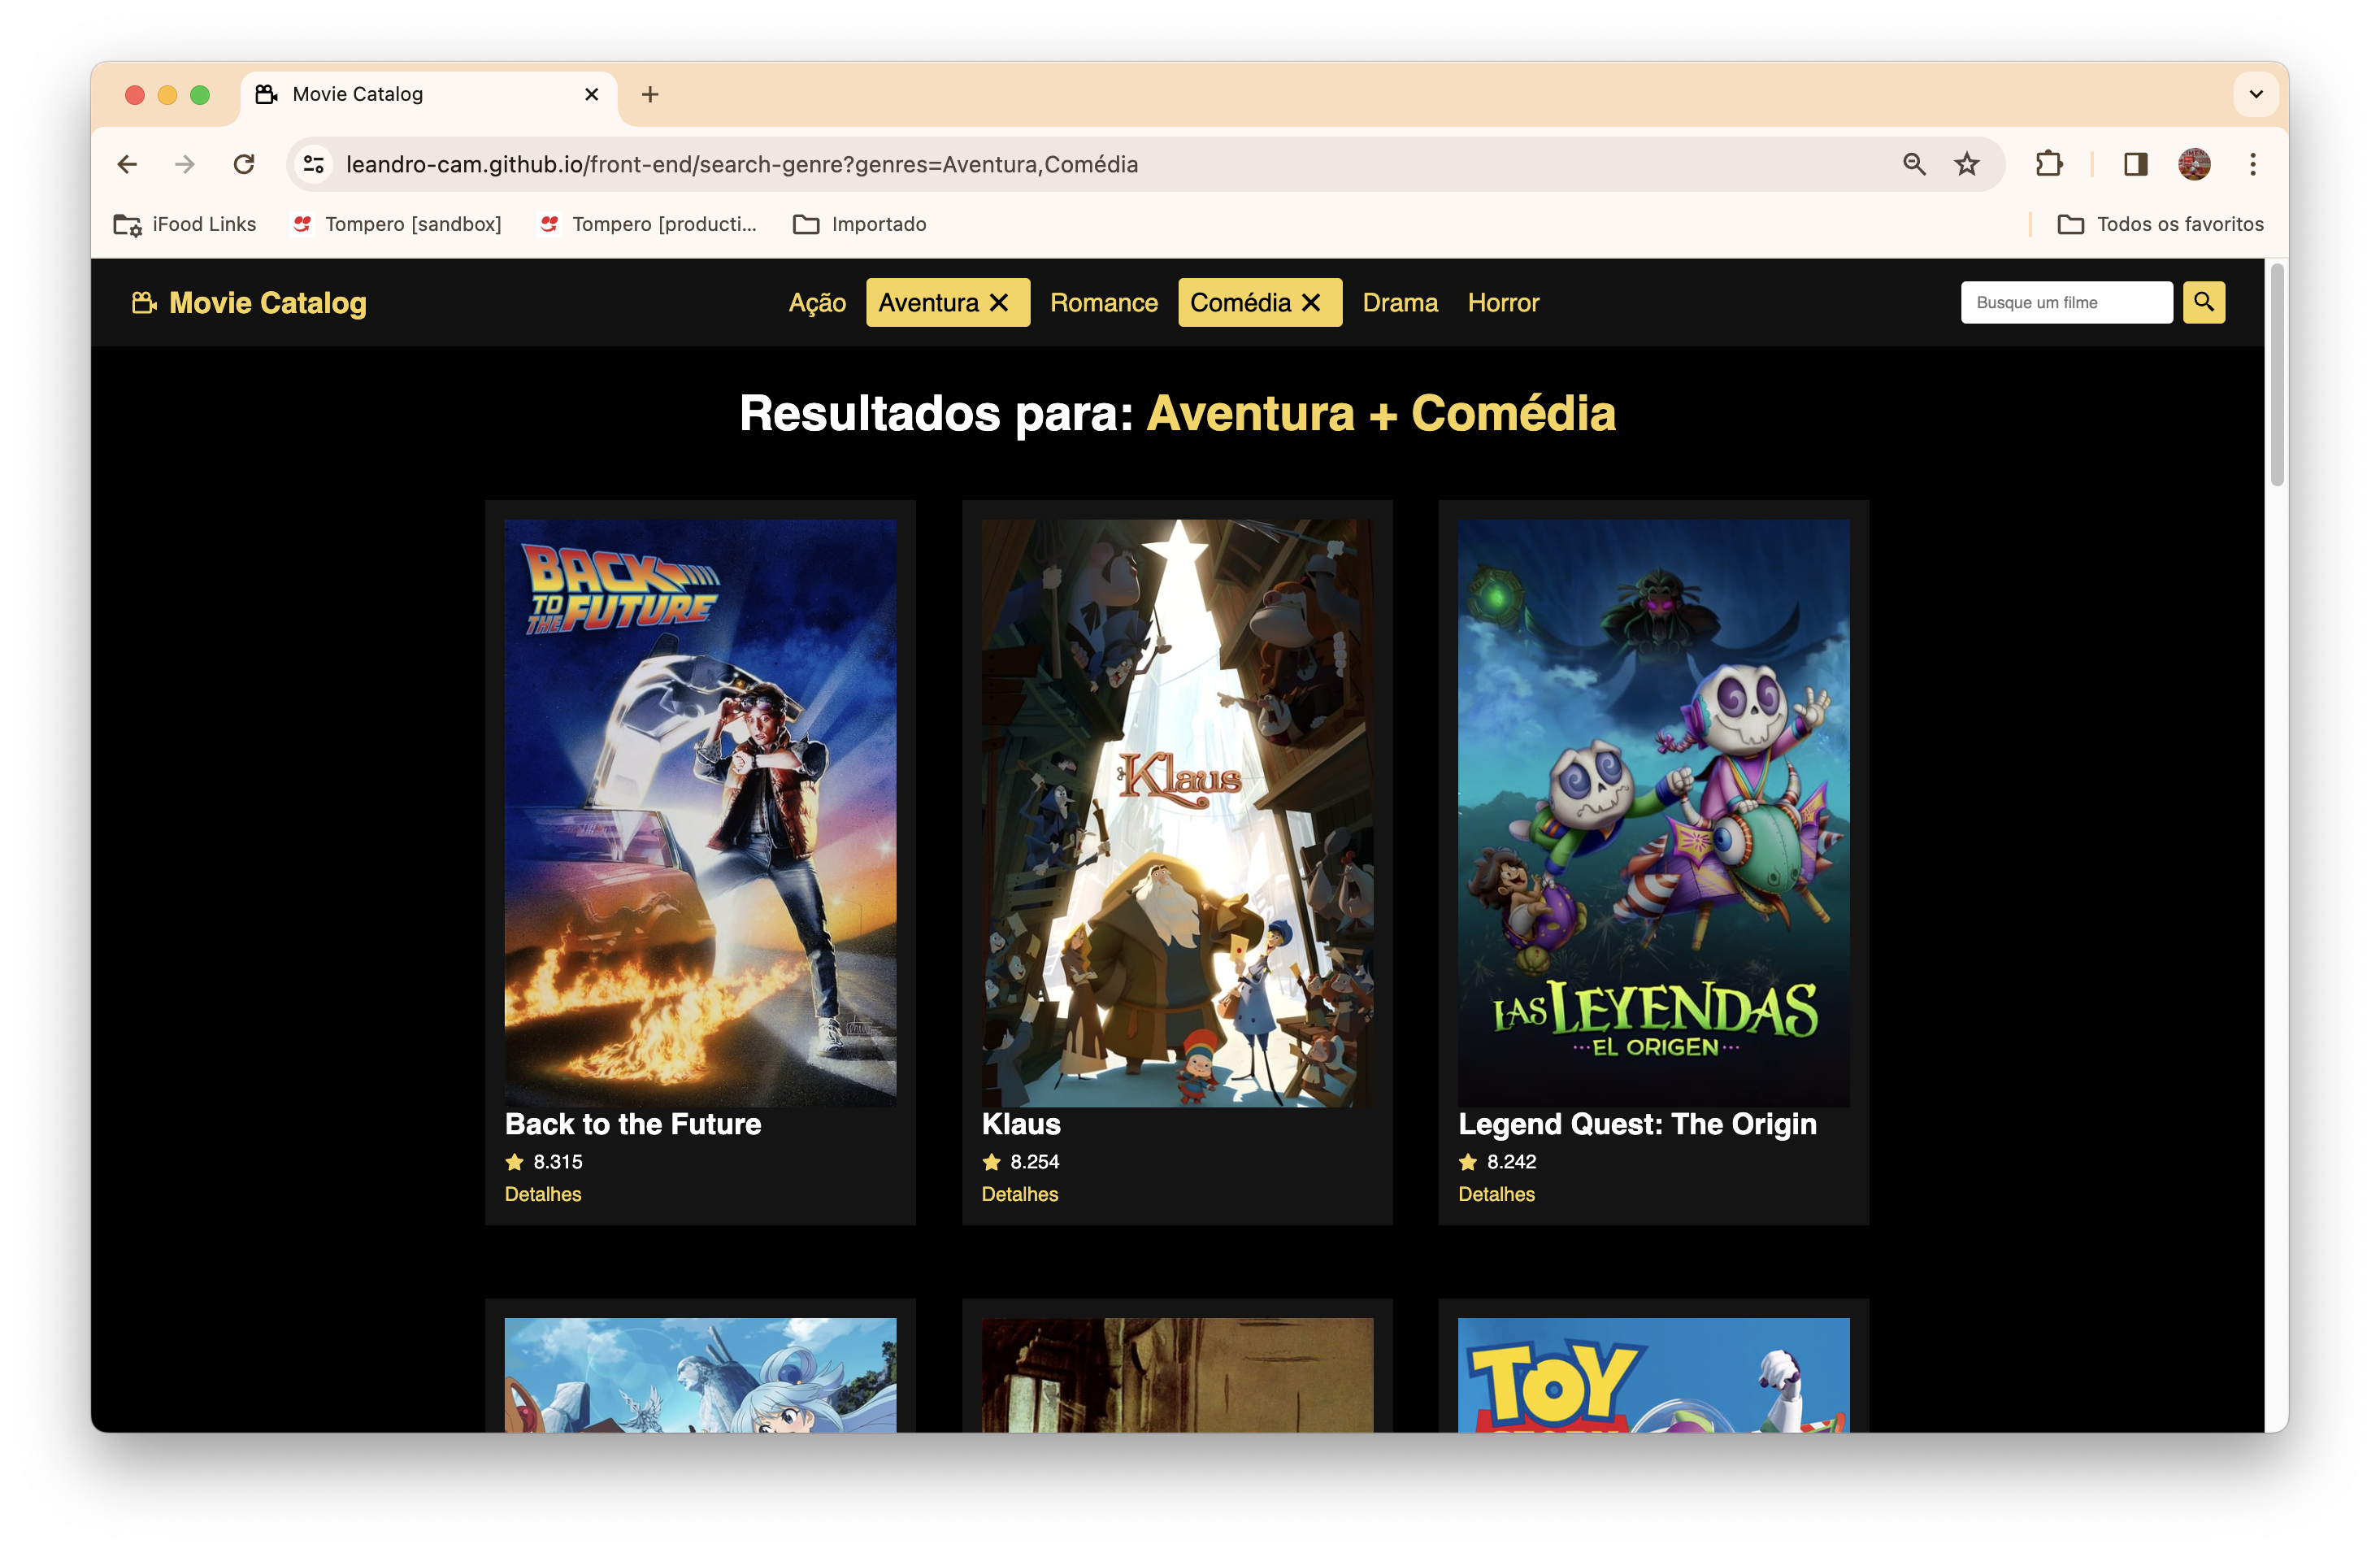 Movie Catalog
leandro-cam.github.io/front-end/search-genre?genres=Aventura,Comédia
iFood Links Tompero [sandbox] Tompero [producti... Importado Todos os favoritos
Movie Catalog Ação Aventura Romance Comédia Drama Horror Busque um filme
Resultados para: Aventura + Comédia
BACK
TO THE FUTURE
Klaus
LAS LEYENDAS
EL ORIGEN
Back to the Future
8.315
Detalhes
Klaus
8.254
Detalhes
Legend Quest: The Origin
8.242
Detalhes
TOY